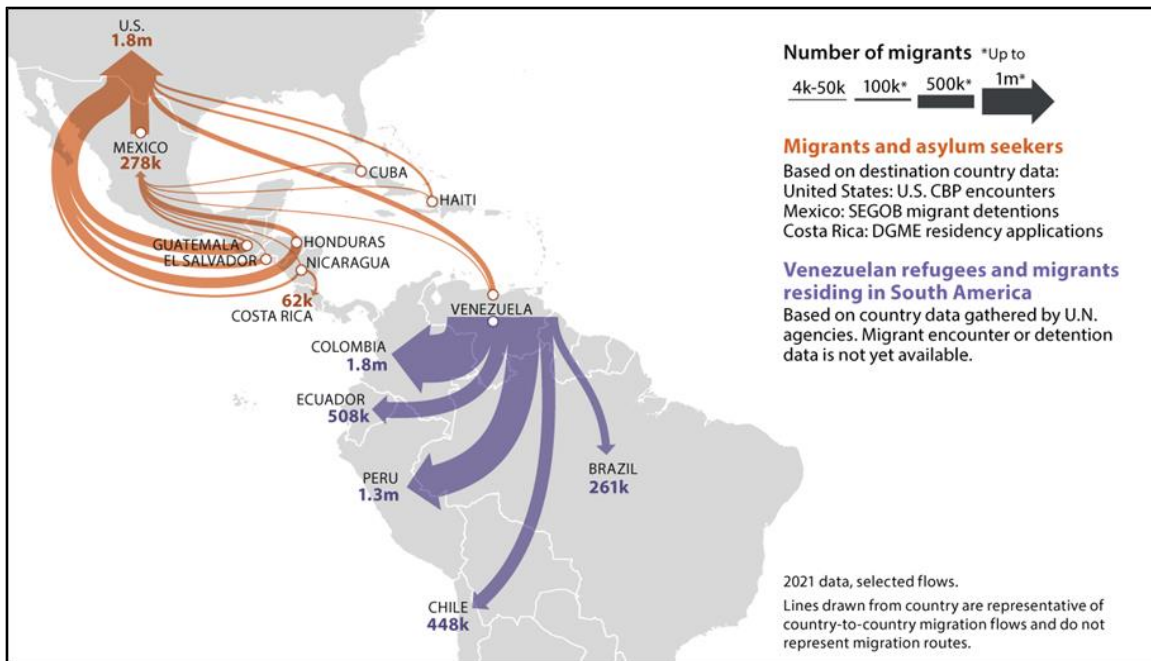 U.S.
1.8m
MEXICO
278k
CUBA
HAITI
GUATEMALA
EL SALVADOR
HONDURAS
NICARAGUA
62k
COSTA RICA
VENEZUELA
COLOMBIA
1.8m
ECUADOR
508k
PERU
1.3m
BRAZIL
261k
CHILE
448k
Number of migrants *Up to
4k-50k 100k* 500k* 1m*
Migrants and asylum seekers
Based on destination country data:
United States: U.S. CBP encounters
Mexico: SEGOB migrant detentions
Costa Rica: DGME residency applications
Venezuelan refugees and migrants
residing in South America
Based on country data gathered by U.N.
agencies. Migrant encounter or detention
data is not yet available.
2021 data, selected flows.
Lines drawn from country are representative of
country-to-country migration flows and do not
represent migration routes.